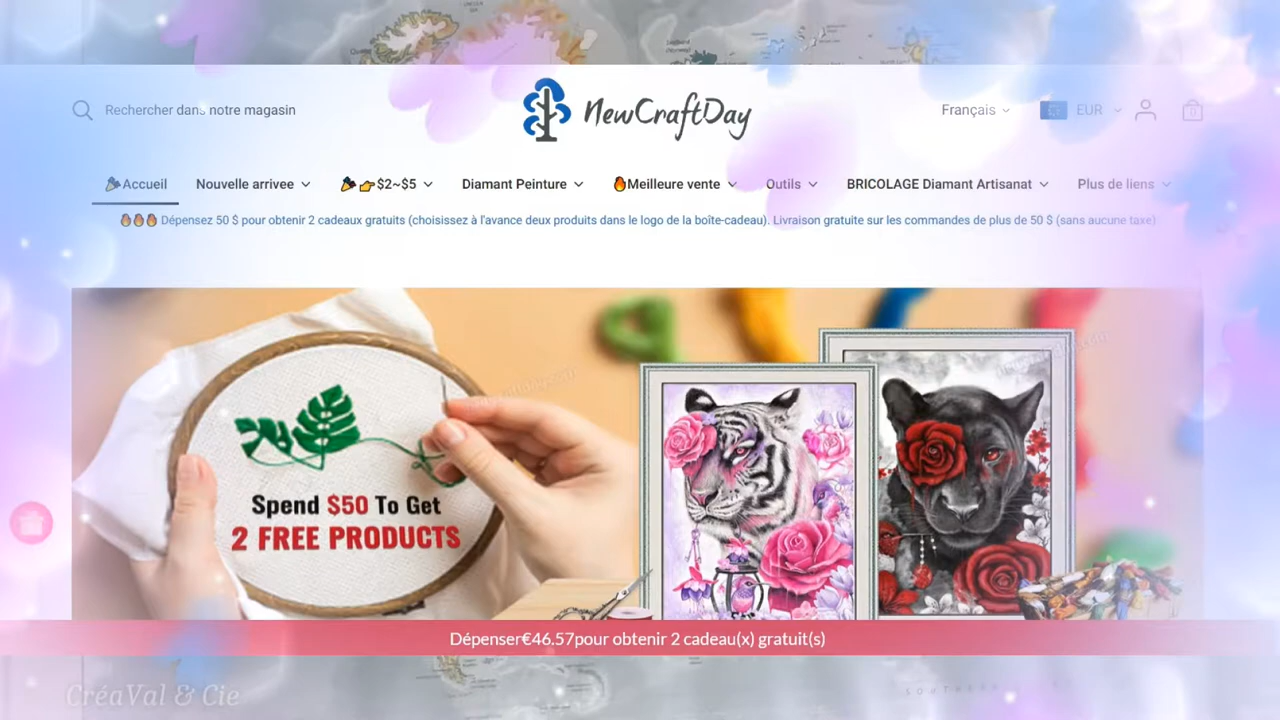 Rechercher dans notre magasin
NewCraftDay
Français
EUR
0
Accueil
Nouvelle arrivee
$2~$5
Diamant Peinture
Meilleure vente
Outils
BRICOLAGE Diamant Artisanat
Plus de liens
Dépensez 50 $ pour obtenir 2 cadeaux gratuits (choisissez à l'avance deux produits dans le logo de la boîte-cadeau). Livraison gratuite sur les commandes de plus de 50 $ (sans aucune taxe)
Spend $50 To Get
2 FREE PRODUCTS
Dépenser€46.57pour obtenir 2 cadeau(x) gratuit(s)
CréaVal & Cie